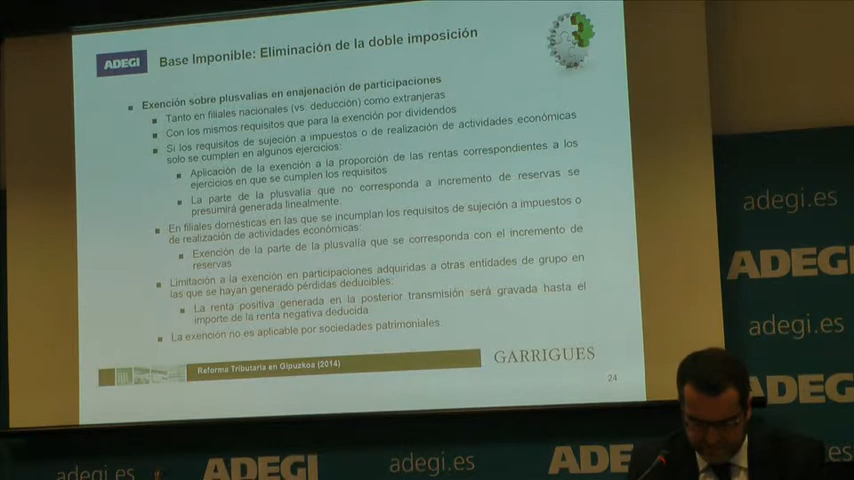 ADEGI
Base Imponible: Eliminación de la doble imposición
Exención sobre plusvalias en enajenación de participaciones
Tanto en filiales nacionales (vs. deducción) como extranjeras
Con los mismos requisitos que para la exención por dividendos
Si los requisitos de sujeción a impuestos o de realización de actividades económicas
solo se cumplen en algunos ejercicios:
Aplicación de la exención a la proporción de las rentas correspondientes a los
ejercicios en que se cumplen los requisitos
La parte de la plusvalía que no corresponda a incremento de reservas se
presumirá generada linealmente
En filiales domésticas en las que se incumplan los requisitos de sujeción a impuestos o
de realización de actividades económicas:
Exención de la parte de la plusvalía que se corresponda con el incremento de
reservas
Limitación a la exención en participaciones adquiridas a otras entidades de grupo en
las que se hayan generado pérdidas deducibles:
La renta positiva generada en la posterior transmisión será gravada hasta el
importe de la renta negativa deducida
La exención no es aplicable por sociedades patrimoniales
Reforma Tributaria en Gipuzkoa (2014)
GARRIGUES
24
adegi.es
ADEGI
adegi.es
ADEGI
adegi.es
ADEGI
adegi.es
ADEGI
.es